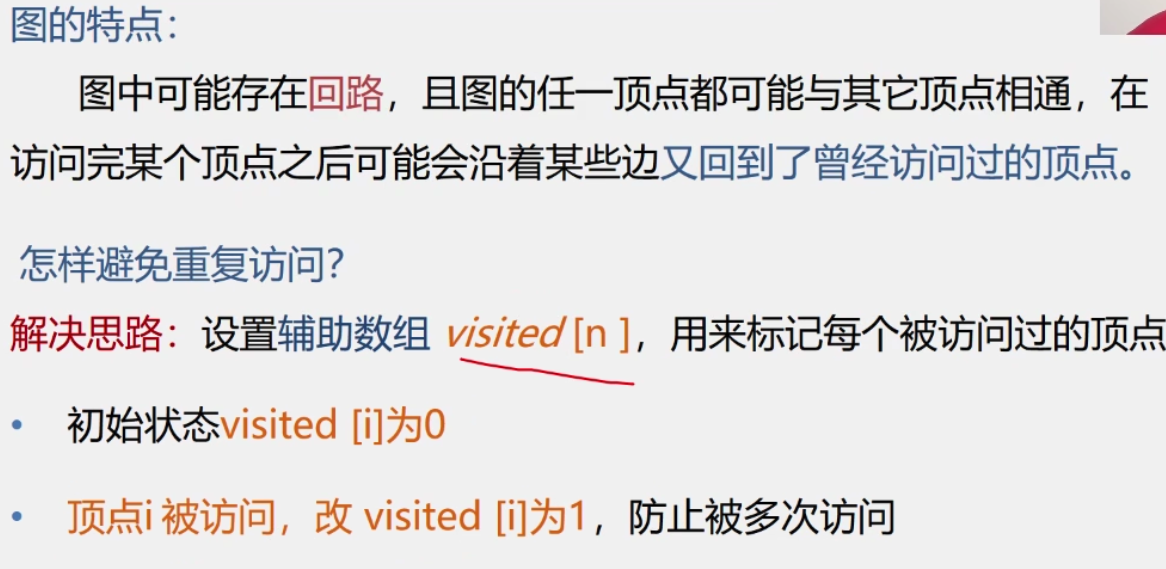 图的特点：
图中可能存在回路，且图的任一顶点都可能与其它顶点相通，在
访问完某个顶点之后可能会沿着某些边又回到了曾经访问过的顶点。
怎样避免重复访问？
解决思路：设置辅助数组 visited [n ]，用来标记每个被访问过的顶点
• 初始状态visited [i]为0
• 顶点i 被访问，改 visited [i]为1，防止被多次访问